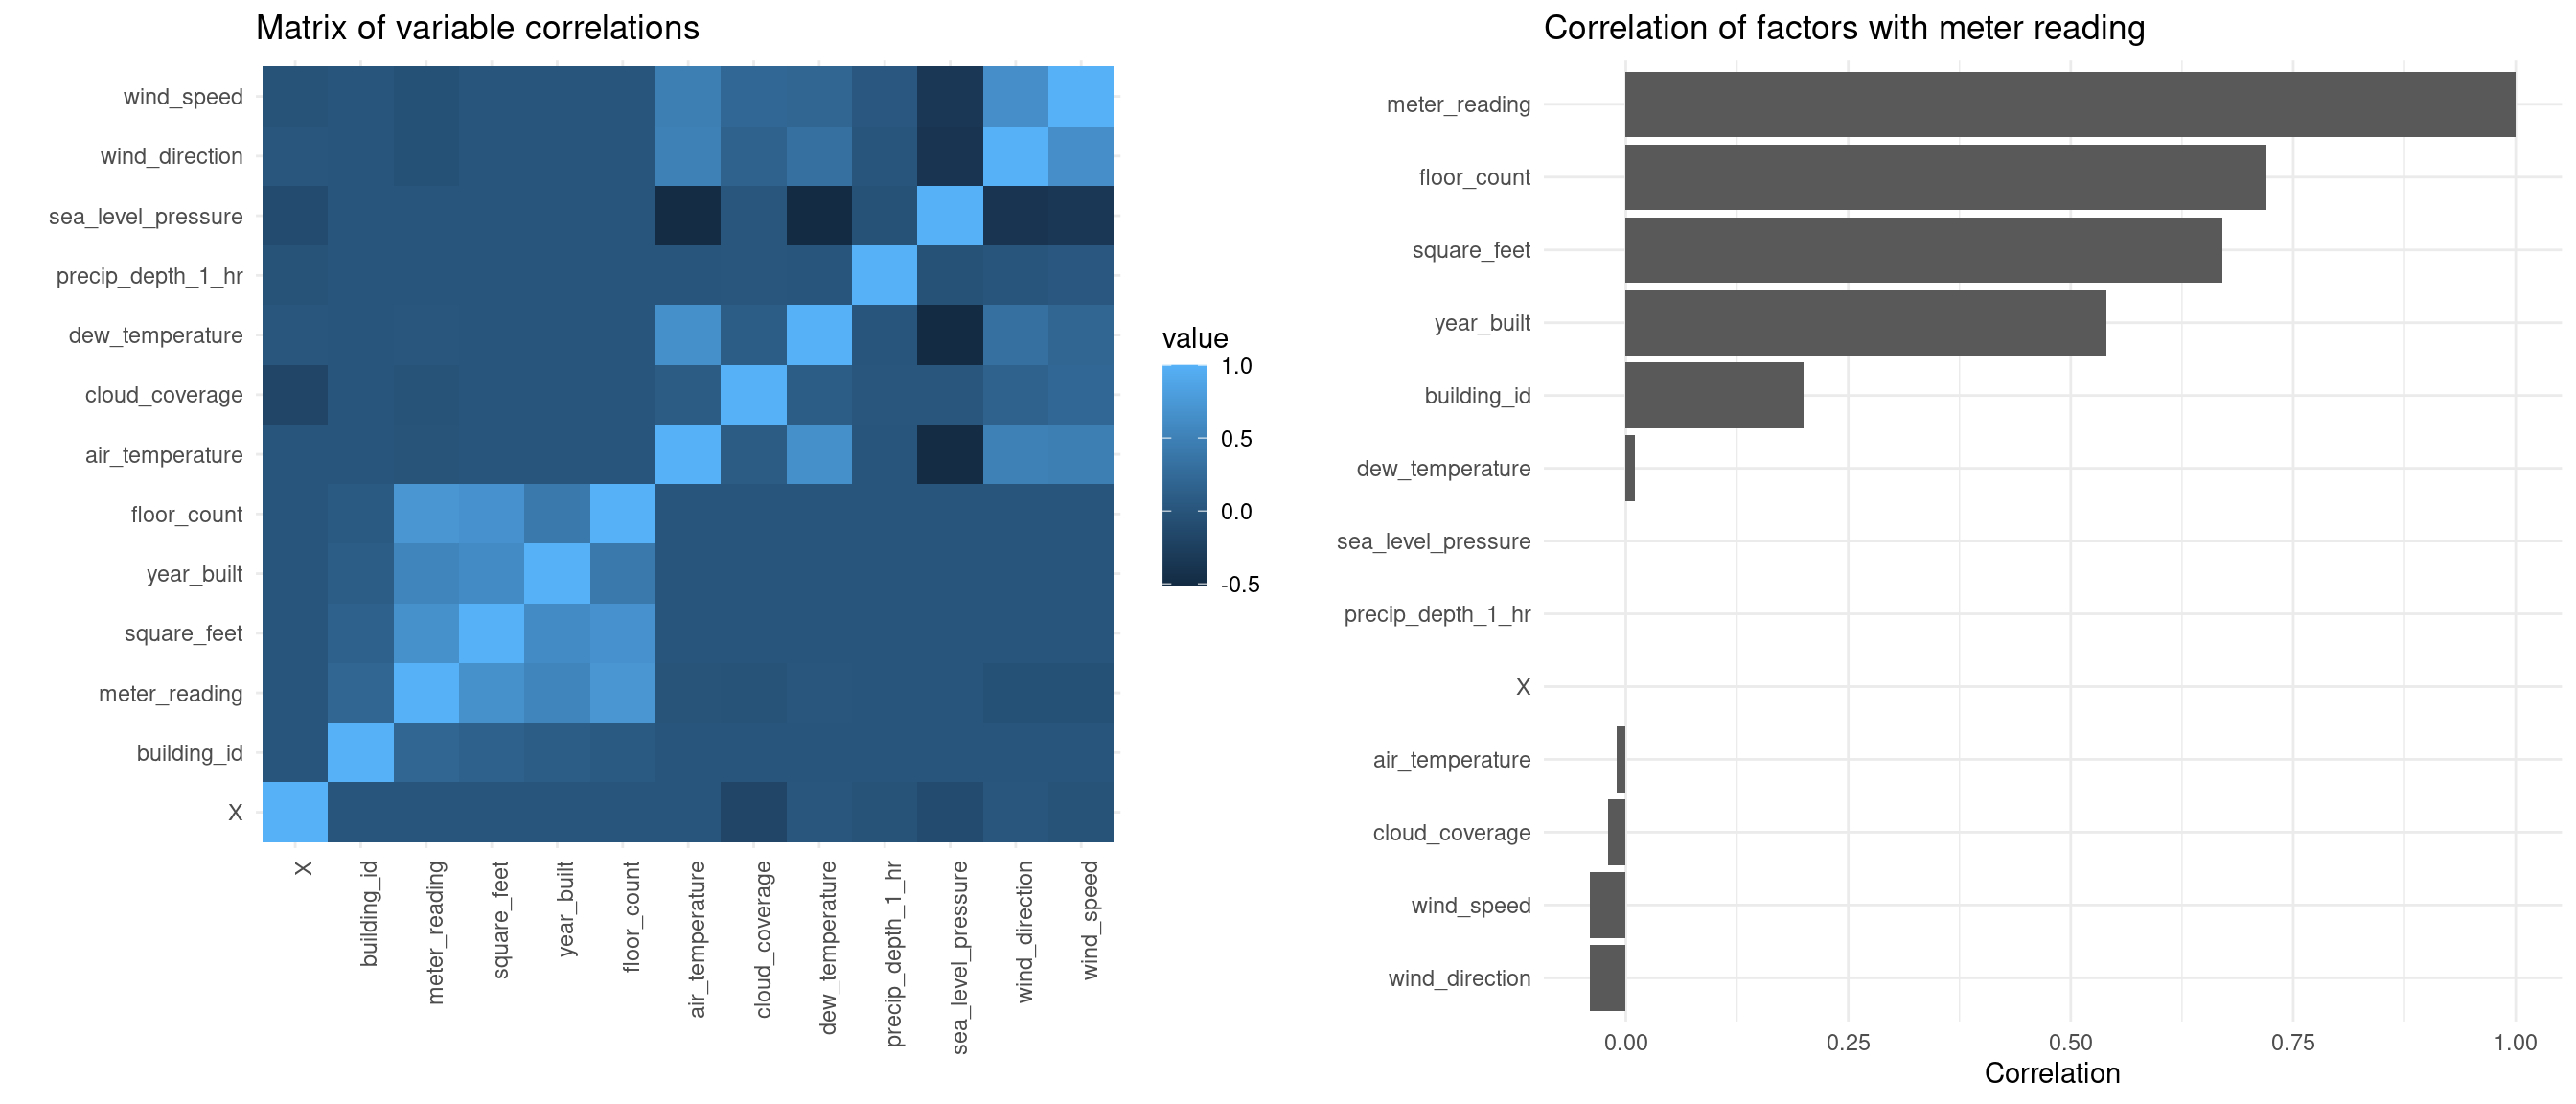 Matrix of variable correlations
wind_speed
wind_direction
sea_level_pressure
precip_depth_1_hr
dew_temperature
cloud_coverage
air_temperature
floor_count
year_built
square_feet
meter_reading
building_id
X
X
building_id
meter_reading
square_feet
year_built
floor_count
air_temperature
cloud_coverage
dew_temperature
precip_depth_1_hr
sea_level_pressure
wind_direction
wind_speed
value
1.0
0.5
0.0
-0.5
Correlation of factors with meter reading
meter_reading
floor_count
square_feet
year_built
building_id
dew_temperature
sea_level_pressure
precip_depth_1_hr
X
air_temperature
cloud_coverage
wind_speed
wind_direction
0.00 0.25 0.50 0.75 1.00
Correlation